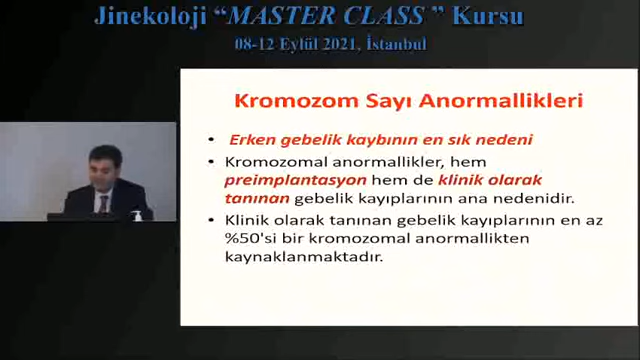 Jinekoloji “MASTER CLASS ” Kursu
08-12 Eylül 2021, İstanbul
Kromozom Sayı Anormallikleri
• Erken gebelik kaybının en sık nedeni
• Kromozomal anormallikler, hem
preimplantasyon hem de klinik olarak
tanınan gebelik kayıplarının ana nedenidir.
• Klinik olarak tanınan gebelik kayıplarının en az
%50'si bir kromozomal anormallikten
kaynaklanmaktadır.